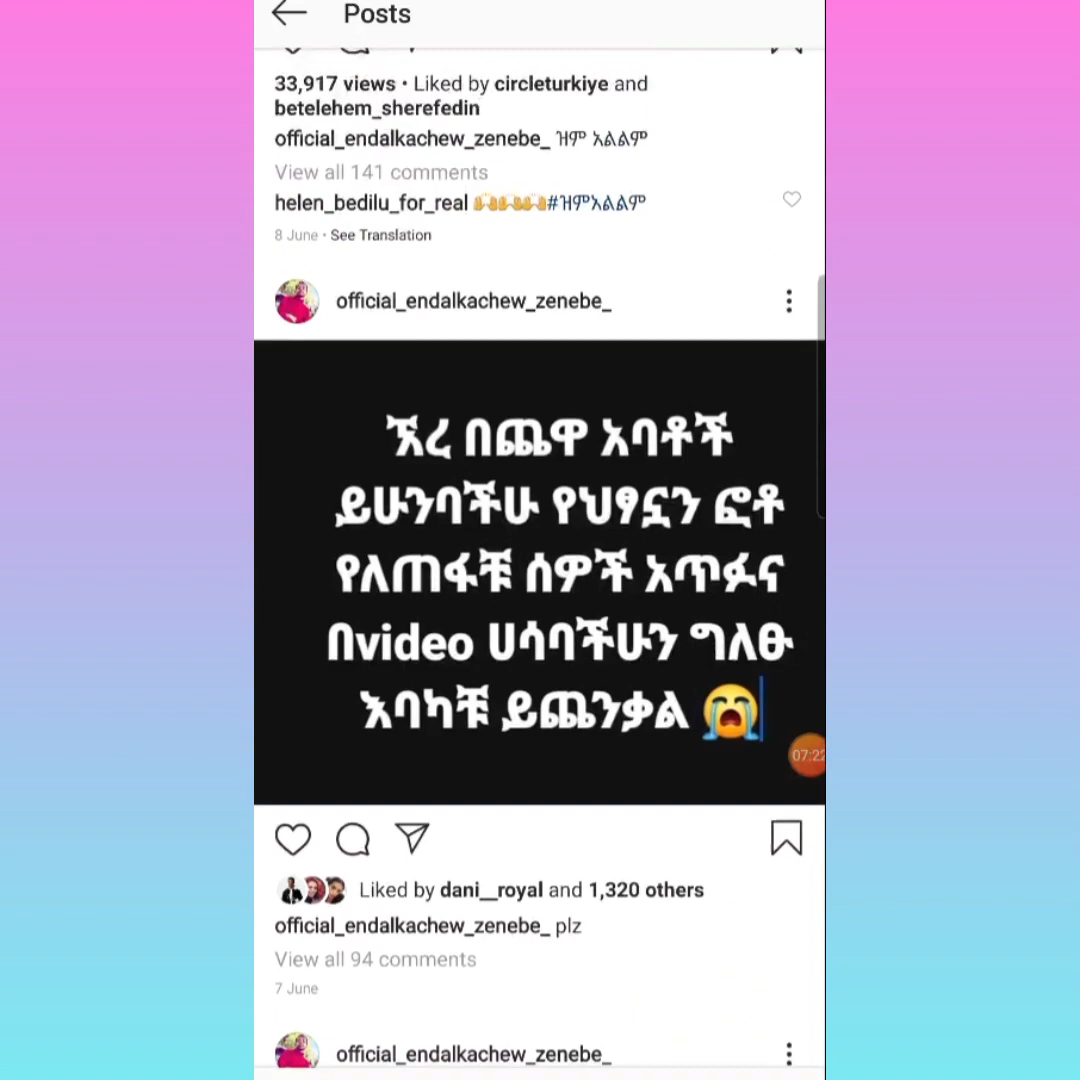 Posts
33,917 views • Liked by circleturkiye and
betelehem_sherefedin
official_endalkachew_zenebe_ ዝም አልልም
View all 141 comments
helen_bedilu_for_real 🙌🙌🙌#ዝምአልልም
8 June • See Translation
official_endalkachew_zenebe_
ኧረ በጨዋ አባቶች
ይሁንባችሁ የህፃኗን ፎቶ
የለጠፋቹ ሰዎች አጥፉና
በvideo ሀሳባችሁን ግለፁ
እባካቹ ይጨንቃል 😭
07:22
Liked by dani__royal and 1,320 others
official_endalkachew_zenebe_ plz
View all 94 comments
7 June
official_endalkachew_zenebe_